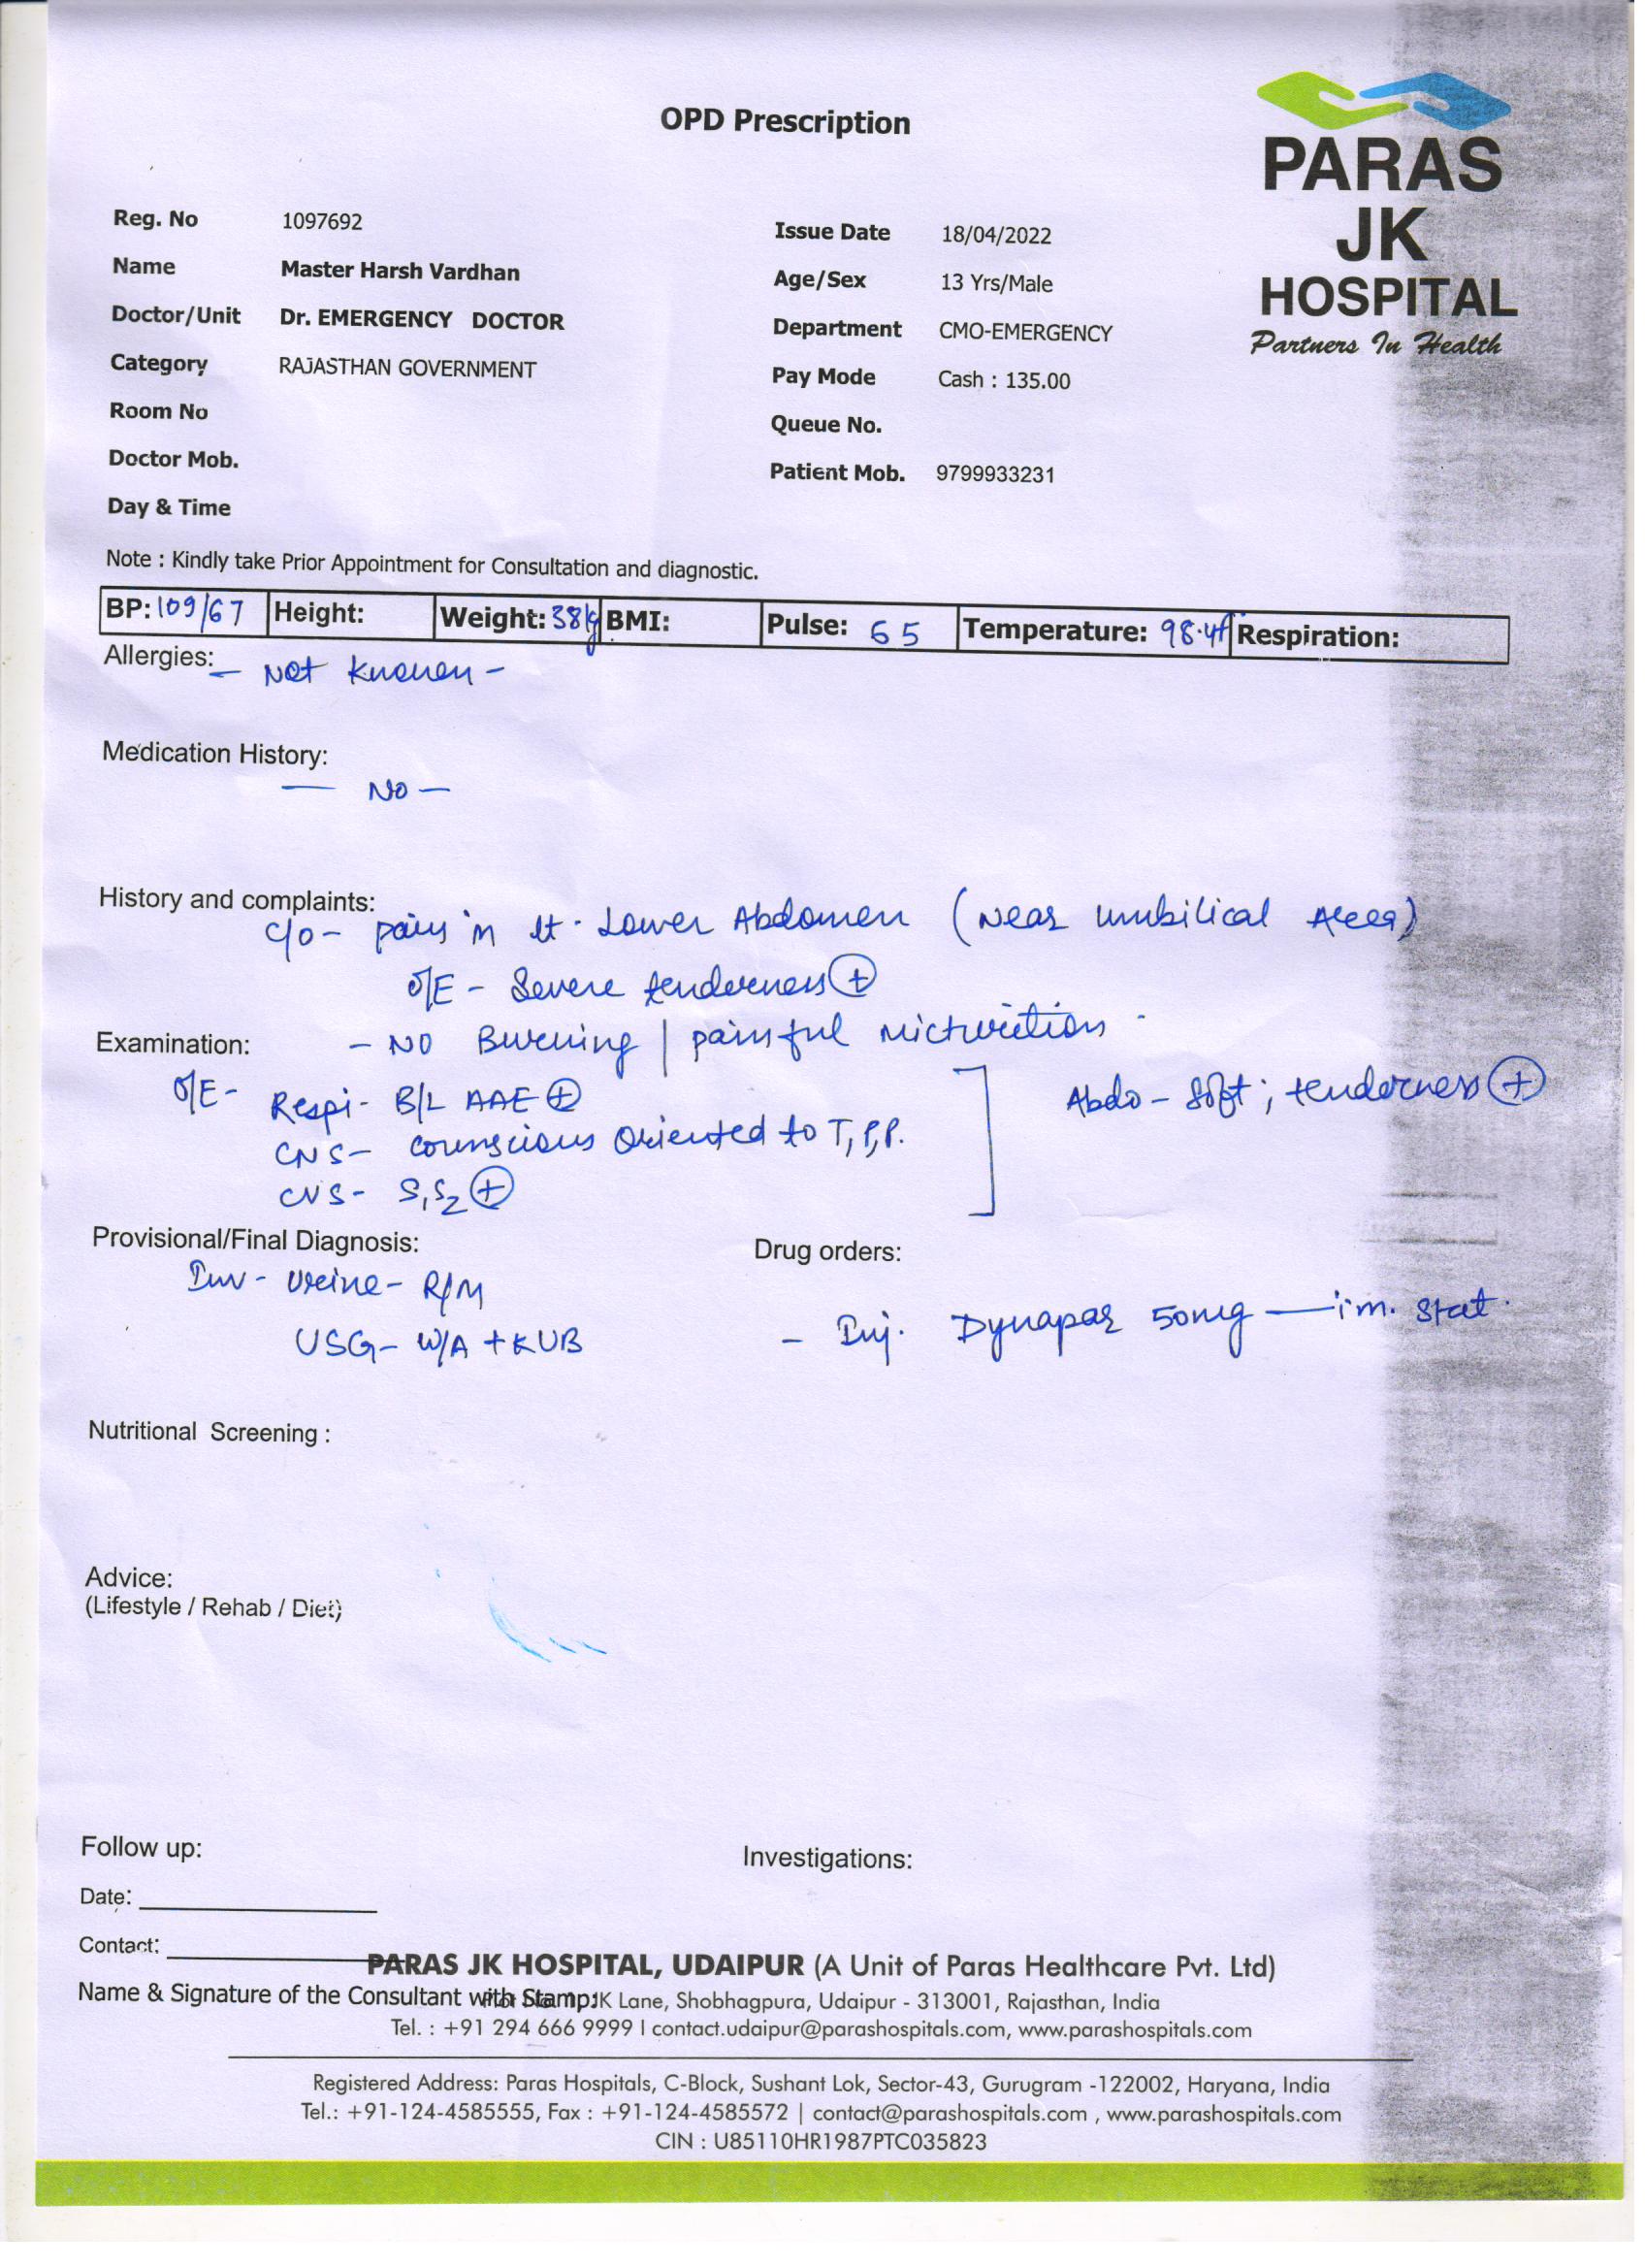 OPD Prescription
PARAS
JK
HOSPITAL
Partners In Health
Reg. No 1097692
Name Master Harsh Vardhan
Doctor/Unit Dr. EMERGENCY DOCTOR
Category RAJASTHAN GOVERNMENT
Room No
Doctor Mob.
Day & Time
Issue Date 18/04/2022
Age/Sex 13 Yrs/Male
Department CMO-EMERGENCY
Pay Mode Cash : 135.00
Queue No.
Patient Mob. 9799933231
Note : Kindly take Prior Appointment for Consultation and diagnostic.
BP: 109/67 Height: Weight: 38kg BMI: Pulse: 65 Temperature: 98.4f Respiration:
Allergies: - Not Known -
Medication History:
- No -
History and complaints:
c/o - pain in lt. Lower Abdomen (Near umbilical Area)
O/E - Severe tenderness +
- NO Burning / painful micturition
Examination:
O/E - Respi - B/L AAE +
CNS - counscious Oriented to T,P,P.
CVS - S1S2 +
Abdo - Soft; tenderness +
Provisional/Final Diagnosis:
Inv - Urine - R/M
USG - W/A + KUB
Drug orders:
- Inj. Dynapar 50mg - i.m. stat.
Nutritional Screening :
Advice:
(Lifestyle / Rehab / Diet)
Follow up:
Date:
Contact:
Investigations:
Name & Signature of the Consultant with Stamp:
PARAS JK HOSPITAL, UDAIPUR (A Unit of Paras Healthcare Pvt. Ltd)
JK Lane, Shobhagpura, Udaipur - 313001, Rajasthan, India
Tel. : +91 294 666 9999 I contact.udaipur@parashospitals.com, www.parashospitals.com
Registered Address: Paras Hospitals, C-Block, Sushant Lok, Sector-43, Gurugram -122002, Haryana, India
Tel.: +91-124-4585555, Fax : +91-124-4585572 | contact@parashospitals.com , www.parashospitals.com
CIN : U85110HR1987PTC035823